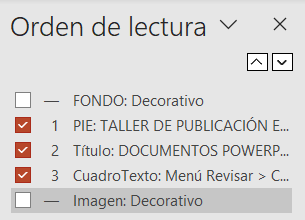 Orden de lectura
— FONDO: Decorativo
1 PIE: TALLER DE PUBLICACIÓN E...
2 Título: DOCUMENTOS POWERP...
3 CuadroTexto: Menú Revisar > C...
— Imagen: Decorativo